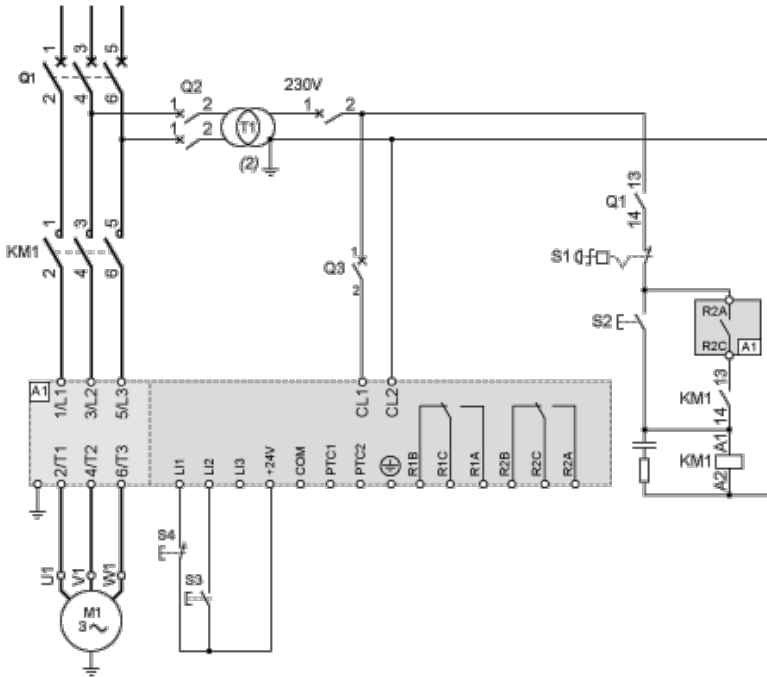 1 3 5
Q1
2 4 6
Q2
1 2
1 2
T1
(2)
230V
1 2
1 3 5
KM1
2 4 6
Q3
1
2
13
Q1
14
S1
S2
R2A
R2C
A1
13
KM1
14
A1
KM1
A2
A1
1/L1 3/L2 5/L3
CL1 CL2
2/T1 4/T2 6/T3
LI1 LI2 LI3 +24V COM PTC1 PTC2
R1B R1C R1A R2B R2C R2A
S4
S3
U1 V1 W1
M1
3